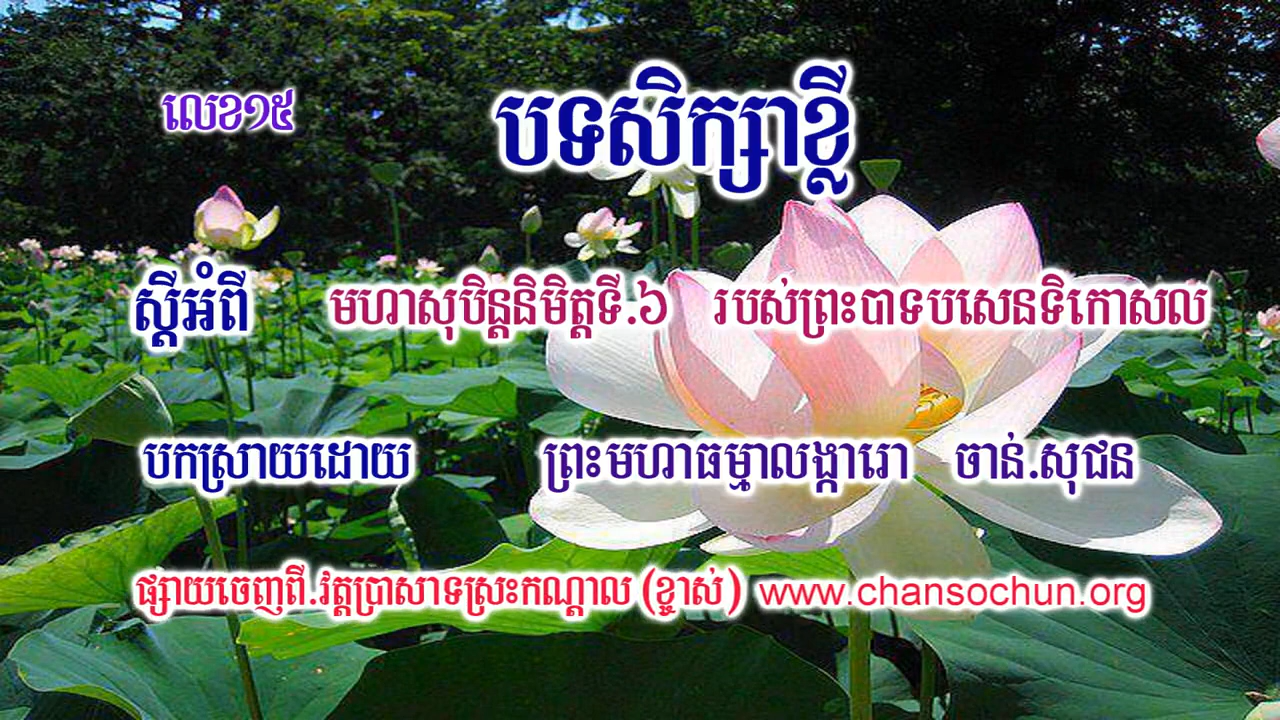 លេខ១៥
បទសិក្សាខ្លី
ស្តីអំពី មហាសុបិន្តនិមិត្តទី.៦ របស់ព្រះបាទបសេនទិកោសល
បកស្រាយដោយ ព្រះមហាធម្មាលង្ការោ ចាន់.សុជន
ផ្សាយចេញពី.វត្តប្រាសាទស្រះកណ្តាល (ខ្ចាស់) www.chansochun.org